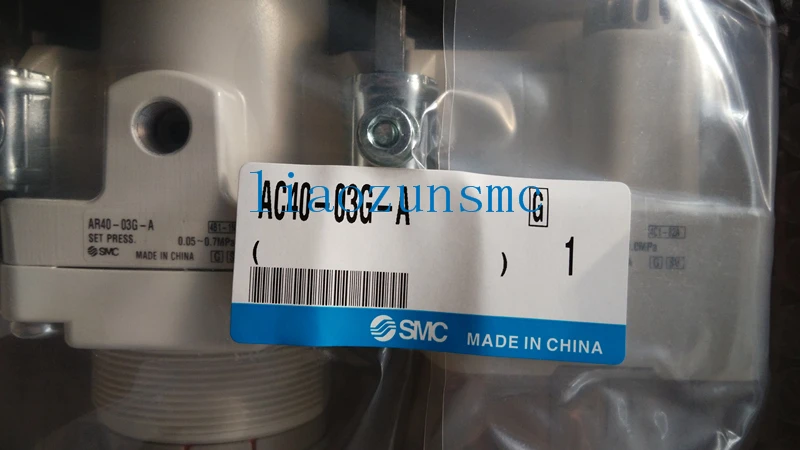 AC40-03G-A G
liaozunsmc
( ) 1
SMC MADE IN CHINA
AR40-03G-A
SET PRESS. 0.05~0.7MPa
SMC MADE IN CHINA G